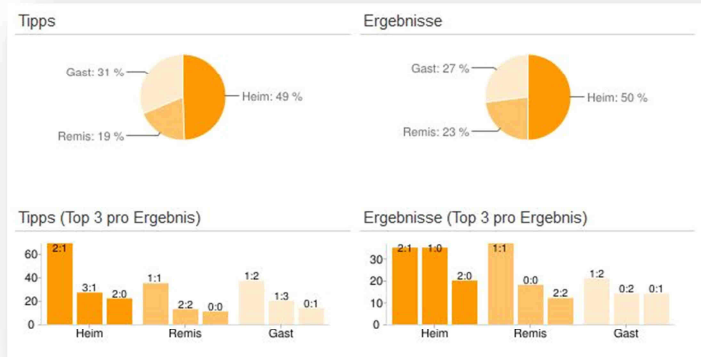 Tipps
Ergebnisse
Gast: 31 %
Heim: 49 %
Remis: 19 %
Gast: 27 %
Heim: 50 %
Remis: 23 %
Tipps (Top 3 pro Ergebnis)
Ergebnisse (Top 3 pro Ergebnis)
60
40
20
0
2:1
3:1
2:0
1:1
2:2
0:0
1:2
1:3
0:1
Heim
Remis
Gast
30
20
10
0
2:1
1:0
2:0
1:1
0:0
2:2
1:2
0:2
0:1
Heim
Remis
Gast